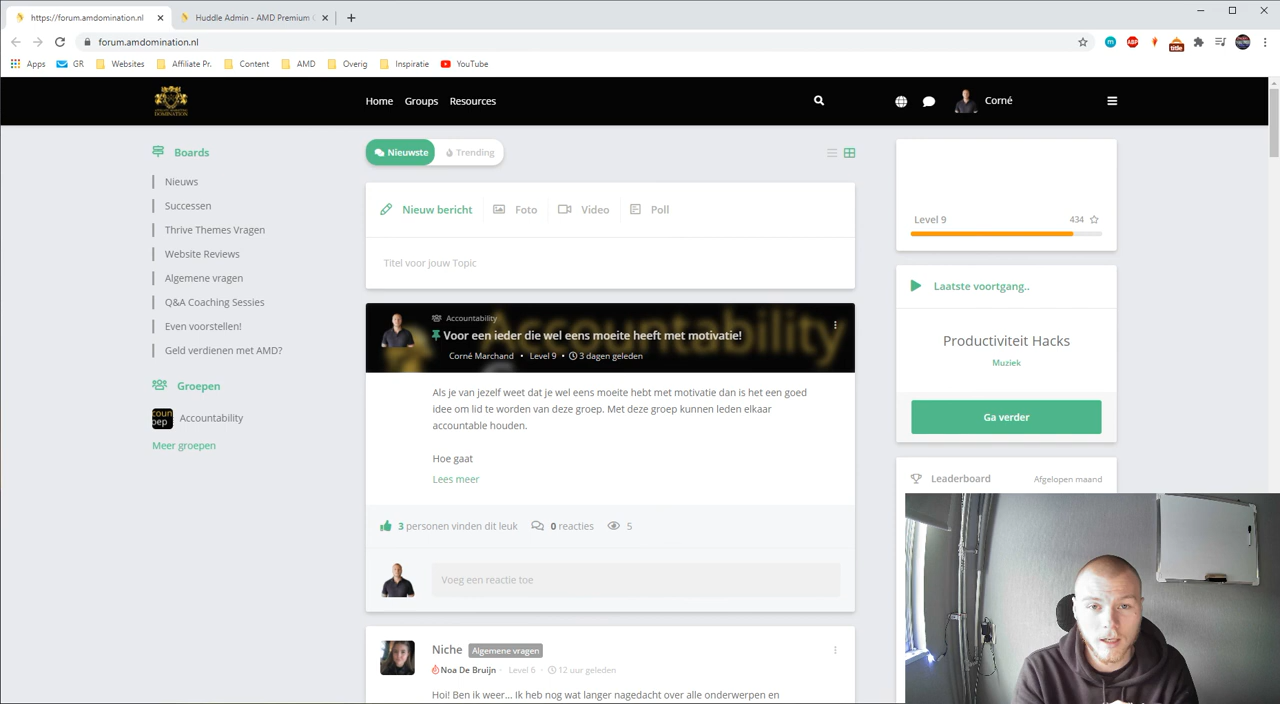 https://forum.amdomination.nl
Huddle Admin - AMD Premium
forum.amdomination.nl
Apps GR Websites Affiliate Pr. Content AMD Overig Inspiratie YouTube
Home Groups Resources
Corné
DOMINATION
Boards
Nieuws
Successen
Thrive Themes Vragen
Website Reviews
Algemene vragen
Q&A Coaching Sessies
Even voorstellen!
Geld verdienen met AMD?
Groepen
Accountability
Meer groepen
Nieuwste Trending
Nieuw bericht Foto Video Poll
Titel voor jouw Topic
Accountability
Voor een ieder die wel eens moeite heeft met motivatie!
Corné Marchand • Level 9 • 3 dagen geleden
Als je van jezelf weet dat je wel eens moeite hebt met motivatie dan is het een goed
idee om lid te worden van deze groep. Met deze groep kunnen leden elkaar
accountable houden.
Hoe gaat
Lees meer
3 personen vinden dit leuk 0 reacties 5
Voeg een reactie toe
Niche Algemene vragen
Noa De Bruijn Level 6 12 uur geleden
Hoi! Ben ik weer... Ik heb nog wat langer nagedacht over alle onderwerpen en
Level 9 434
Laatste voortgang..
Productiviteit Hacks
Muziek
Ga verder
Leaderboard Afgelopen maand